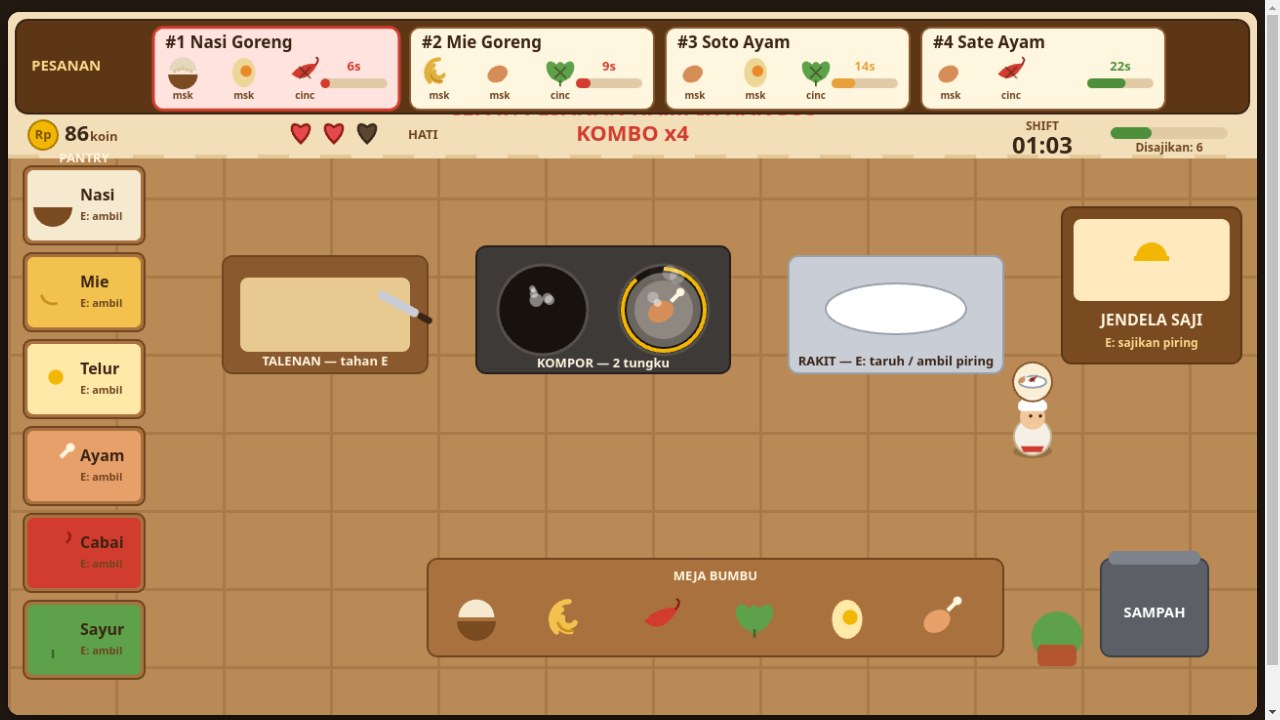 PESANAN
#1 Nasi Goreng
6s
msk
msk
cinc
#2 Mie Goreng
9s
msk
msk
cinc
#3 Soto Ayam
14s
msk
msk
cinc
#4 Sate Ayam
22s
msk
cinc
Rp
86 koin
HATI
KOMBO x4
SHIFT
01:03
Disajikan: 6
PANTRY
Nasi
E: ambil
Mie
E: ambil
Telur
E: ambil
Ayam
E: ambil
Cabai
E: ambil
Sayur
E: ambil
TALENAN — tahan E
KOMPOR — 2 tungku
RAKIT — E: taruh / ambil piring
JENDELA SAJI
E: sajikan piring
MEJA BUMBU
SAMPAH